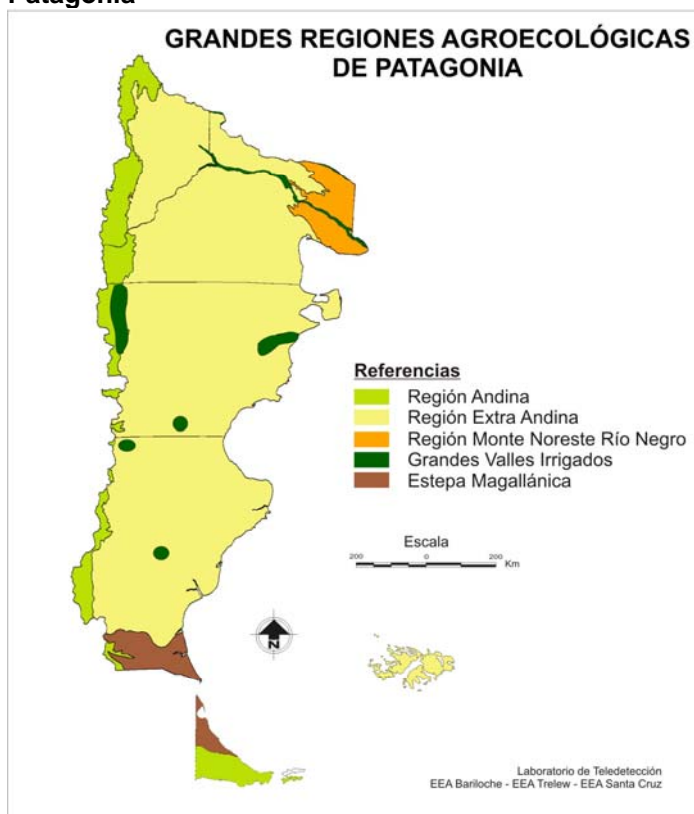 Patagonia
GRANDES REGIONES AGROECOLÓGICAS
DE PATAGONIA
Referencias
Región Andina
Región Extra Andina
Región Monte Noreste Río Negro
Grandes Valles Irrigados
Estepa Magallánica
Escala
200 0 200
Km
N
Laboratorio de Teledetección
EEA Bariloche - EEA Trelew - EEA Santa Cruz